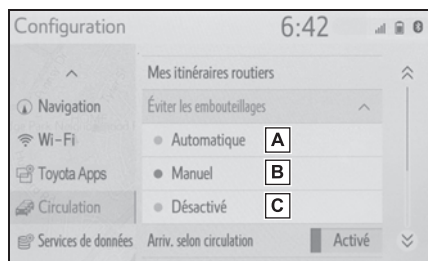 Configuration
6:42
Mes itinéraires routiers
Navigation
Éviter les embouteillages
Wi-Fi
Automatique A
Toyota Apps
Manuel B
Circulation
Désactivé C
Services de données
Arriv. selon circulation Activé